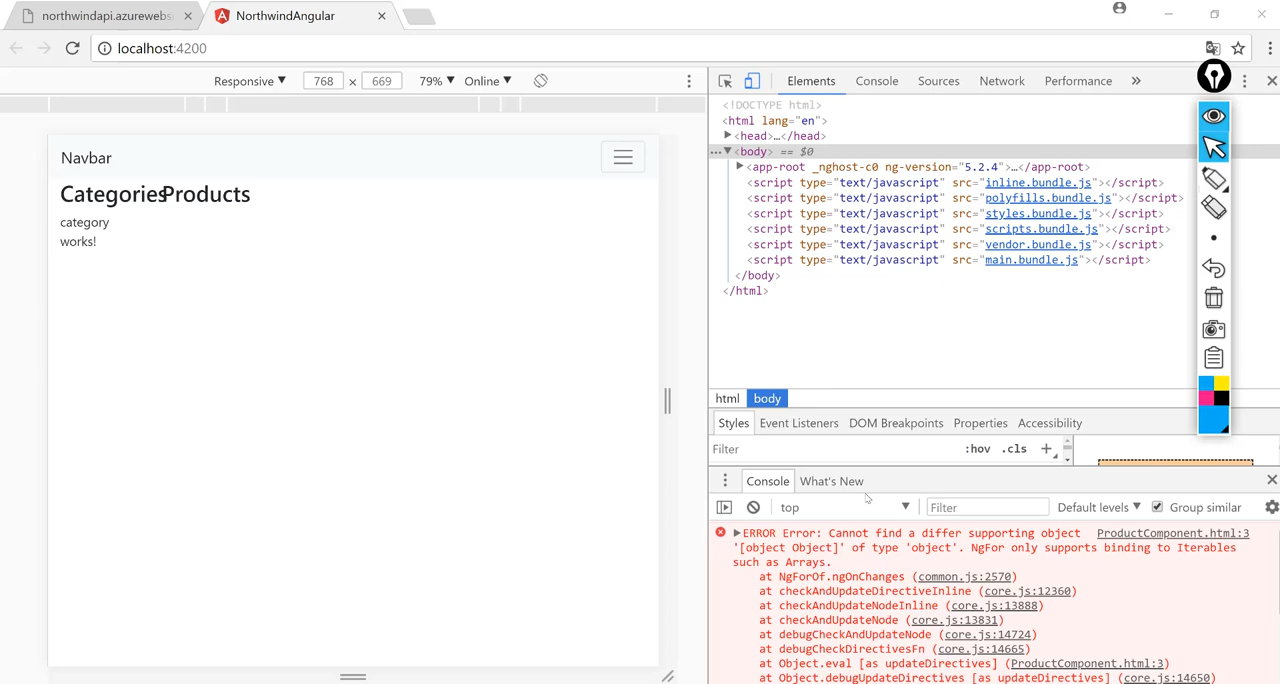 northwindapi.azurewebs
NorthwindAngular
localhost:4200
Responsive ▼ 768 × 669 79% ▼ Online ▼
Elements Console Sources Network Performance »
Navbar
CategoriesProducts
category
works!
<!DOCTYPE html>
<html lang="en">
▶<head>…</head>
…▼<body> == $0
▶<app-root _nghost-c0 ng-version="5.2.4">…</app-root>
<script type="text/javascript" src="inline.bundle.js"></script>
<script type="text/javascript" src="polyfills.bundle.js"></script>
<script type="text/javascript" src="styles.bundle.js"></script>
<script type="text/javascript" src="scripts.bundle.js"></script>
<script type="text/javascript" src="vendor.bundle.js"></script>
<script type="text/javascript" src="main.bundle.js"></script>
</body>
</html>
html body
Styles Event Listeners DOM Breakpoints Properties Accessibility
Filter :hov .cls +
Console What's New
top ▼ Filter Default levels ▼ Group similar
▶ERROR Error: Cannot find a differ supporting object ProductComponent.html:3
'[object Object]' of type 'object'. NgFor only supports binding to Iterables
such as Arrays.
at NgForOf.ngOnChanges (common.js:2570)
at checkAndUpdateDirectiveInline (core.js:12360)
at checkAndUpdateNodeInline (core.js:13888)
at checkAndUpdateNode (core.js:13831)
at debugCheckAndUpdateNode (core.js:14724)
at debugCheckDirectivesFn (core.js:14665)
at Object.eval [as updateDirectives] (ProductComponent.html:3)
at Object.debugUpdateDirectives [as updateDirectives] (core.js:14650)